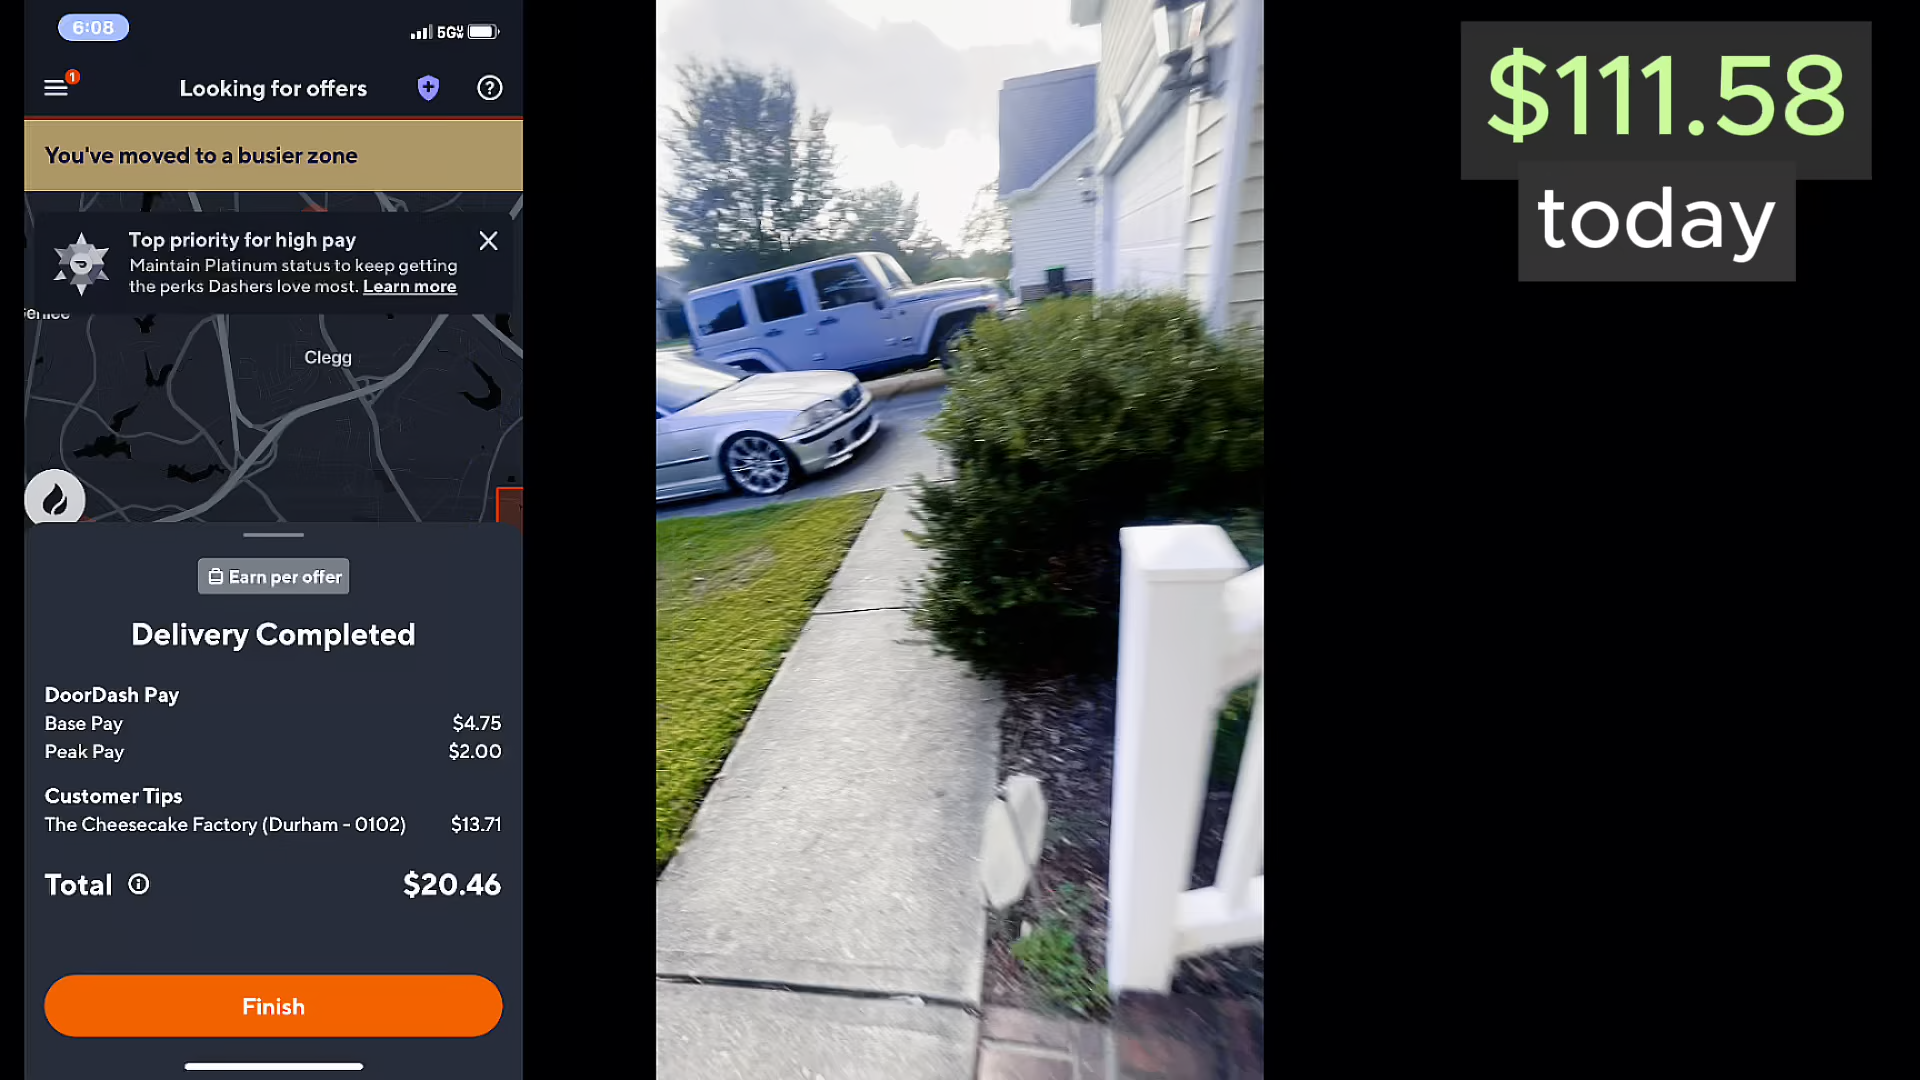 6:08
5G
1
Looking for offers
You've moved to a busier zone
Top priority for high pay
Maintain Platinum status to keep getting
the perks Dashers love most. Learn more
Clegg
Earn per offer
Delivery Completed
DoorDash Pay
Base Pay $4.75
Peak Pay $2.00
Customer Tips
The Cheesecake Factory (Durham - 0102) $13.71
Total $20.46
Finish
$111.58
today